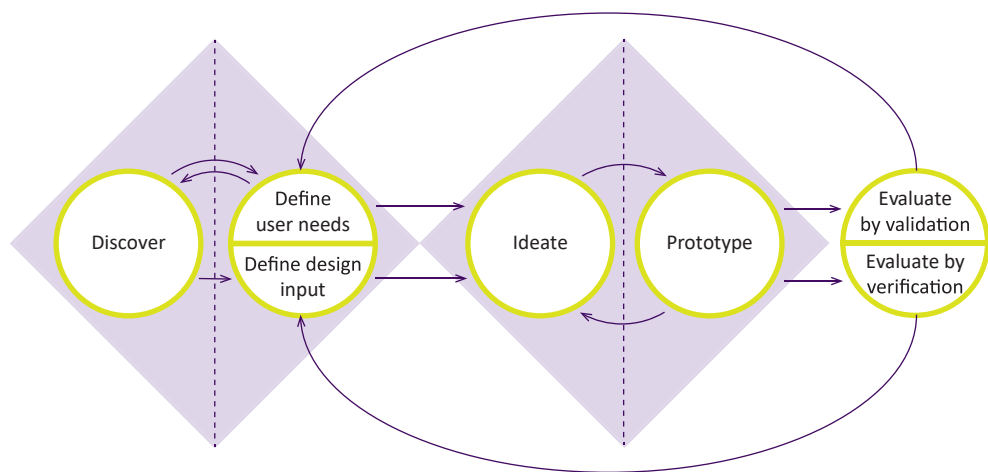 Discover
Define
user needs
Define design
input
Ideate
Prototype
Evaluate
by validation
Evaluate by
verification